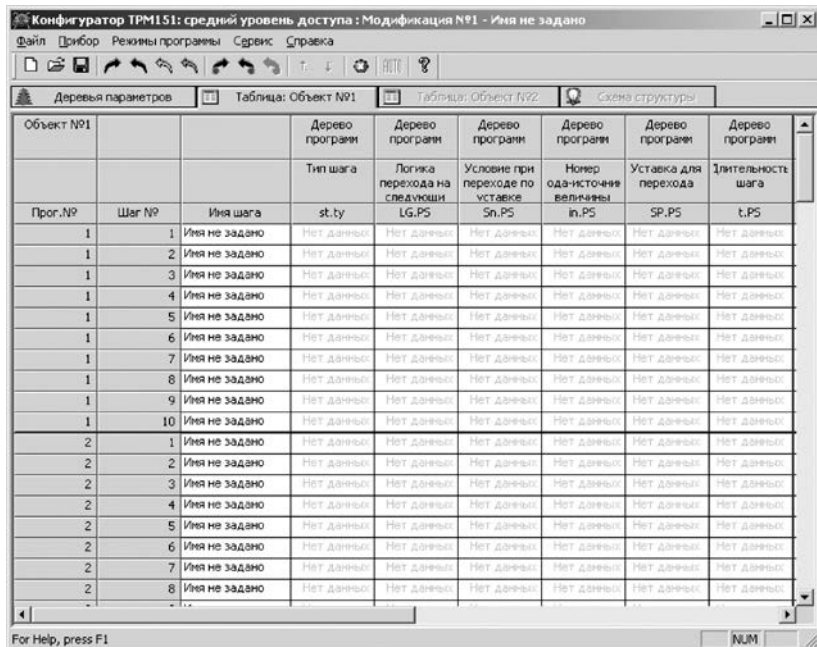 Конфигуратор ТРМ151: средний уровень доступа : Модификация №1 - Имя не задано
Файл Прибор Режимы программы Сервис Справка
AUTO
Деревья параметров Таблица: Объект №1 Таблица: Объект №2 Схема структуры
Объект №1 Дерево программ Дерево программ Дерево программ Дерево программ Дерево программ Дерево программ
Тип шага Логика перехода на следующи Условие при переходе по уставке Номер ода-источник величины Уставка для перехода Длительность шага
Прог.№ Шаг № Имя шага st.ty LG.PS Sn.PS in.PS SP.PS t.PS
1 1 Имя не задано Нет данных Нет данных Нет данных Нет данных Нет данных Нет данных
1 2 Имя не задано Нет данных Нет данных Нет данных Нет данных Нет данных Нет данных
1 3 Имя не задано Нет данных Нет данных Нет данных Нет данных Нет данных Нет данных
1 4 Имя не задано Нет данных Нет данных Нет данных Нет данных Нет данных Нет данных
1 5 Имя не задано Нет данных Нет данных Нет данных Нет данных Нет данных Нет данных
1 6 Имя не задано Нет данных Нет данных Нет данных Нет данных Нет данных Нет данных
1 7 Имя не задано Нет данных Нет данных Нет данных Нет данных Нет данных Нет данных
1 8 Имя не задано Нет данных Нет данных Нет данных Нет данных Нет данных Нет данных
1 9 Имя не задано Нет данных Нет данных Нет данных Нет данных Нет данных Нет данных
1 10 Имя не задано Нет данных Нет данных Нет данных Нет данных Нет данных Нет данных
2 1 Имя не задано Нет данных Нет данных Нет данных Нет данных Нет данных Нет данных
2 2 Имя не задано Нет данных Нет данных Нет данных Нет данных Нет данных Нет данных
2 3 Имя не задано Нет данных Нет данных Нет данных Нет данных Нет данных Нет данных
2 4 Имя не задано Нет данных Нет данных Нет данных Нет данных Нет данных Нет данных
2 5 Имя не задано Нет данных Нет данных Нет данных Нет данных Нет данных Нет данных
2 6 Имя не задано Нет данных Нет данных Нет данных Нет данных Нет данных Нет данных
2 7 Имя не задано Нет данных Нет данных Нет данных Нет данных Нет данных Нет данных
2 8 Имя не задано Нет данных Нет данных Нет данных Нет данных Нет данных Нет данных
For Help, press F1 NUM